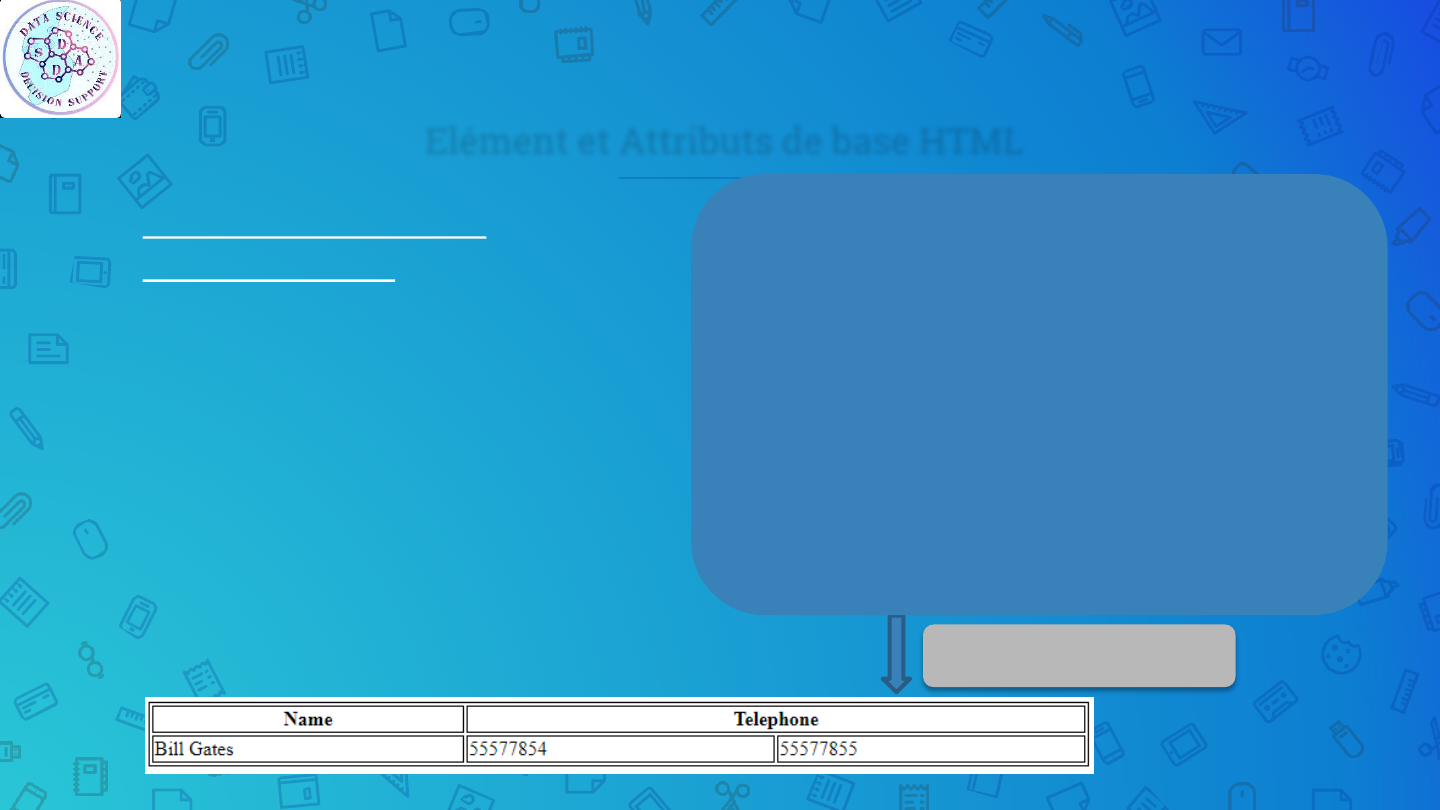 DATA SCIENCE
S D
D A
DECISION SUPPORT
Elément et Attributs de base HTML
Name Telephone
Bill Gates 55577854 55577855